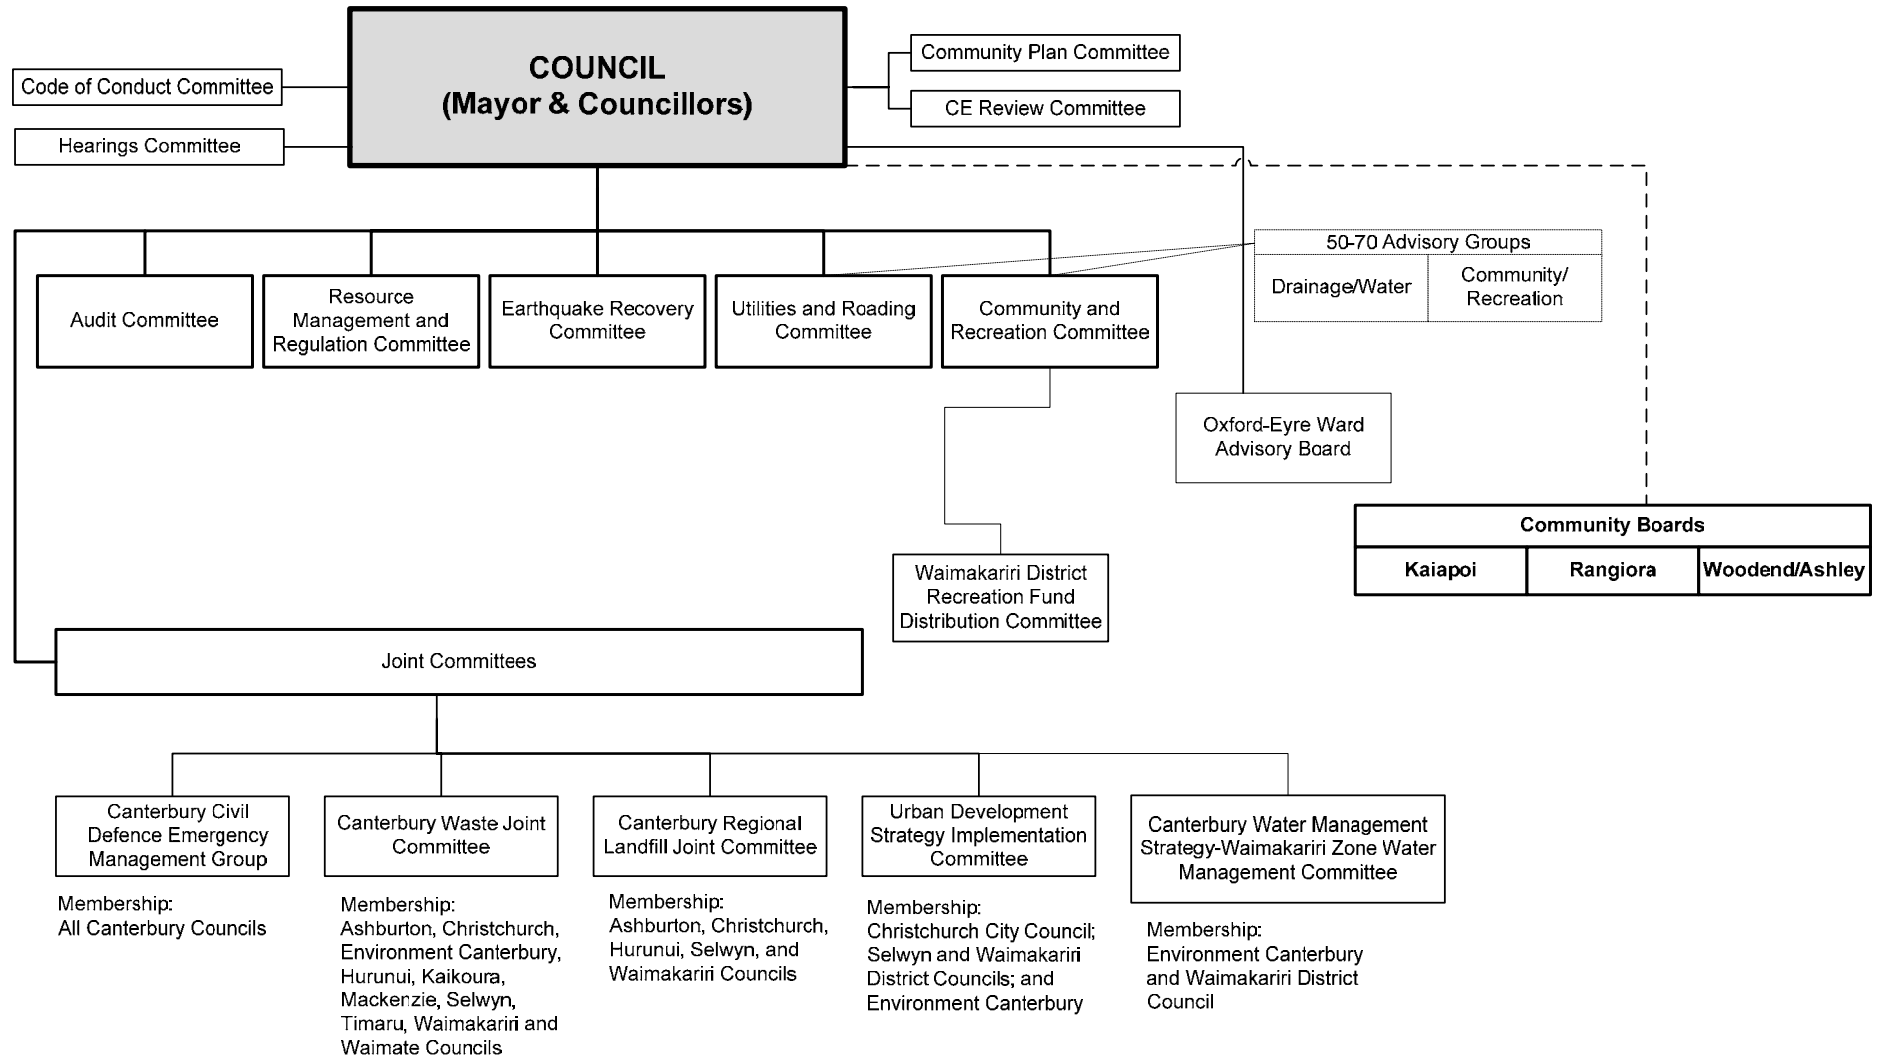 COUNCIL
(Mayor & Councillors)
Code of Conduct Committee
Hearings Committee
Community Plan Committee
CE Review Committee
50-70 Advisory Groups
Drainage/Water
Community/
Recreation
Audit Committee
Resource
Management and
Regulation Committee
Earthquake Recovery
Committee
Utilities and Roading
Committee
Community and
Recreation Committee
Oxford-Eyre Ward
Advisory Board
Community Boards
Kaiapoi
Rangiora
Woodend/Ashley
Waimakariri District
Recreation Fund
Distribution Committee
Joint Committees
Canterbury Civil
Defence Emergency
Management Group
Membership:
All Canterbury Councils
Canterbury Waste Joint
Committee
Membership:
Ashburton, Christchurch,
Environment Canterbury,
Hurunui, Kaikoura,
Mackenzie, Selwyn,
Timaru, Waimakariri and
Waimate Councils
Canterbury Regional
Landfill Joint Committee
Membership:
Ashburton, Christchurch,
Hurunui, Selwyn, and
Waimakariri Councils
Urban Development
Strategy Implementation
Committee
Membership:
Christchurch City Council;
Selwyn and Waimakariri
District Councils; and
Environment Canterbury
Canterbury Water Management
Strategy-Waimakariri Zone Water
Management Committee
Membership:
Environment Canterbury
and Waimakariri District
Council